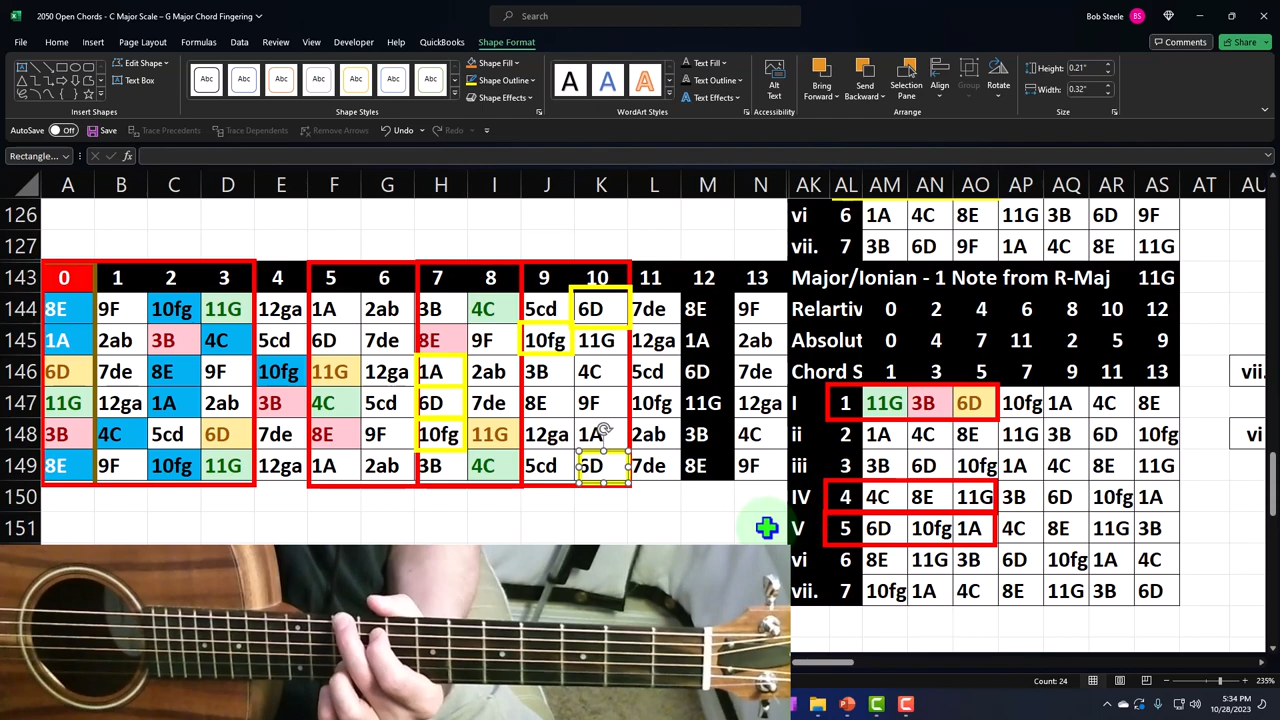 2050 Open Chords - C Major Scale – G Major Chord Fingering
Search
Bob Steele
BS
File Home Insert Page Layout Formulas Data Review View Developer Help QuickBooks Shape Format
Comments Share
Edit Shape
Text Box
Insert Shapes
Abc Abc Abc Abc Abc Abc
Shape Fill
Shape Outline
Shape Effects
Shape Styles
A A A
Text Fill
Text Outline
Text Effects
WordArt Styles
Alt Text
Accessibility
Bring Forward
Send Backward
Selection Pane
Align
Group
Rotate
Arrange
Height: 0.21"
Width: 0.32"
Size
AutoSave Off Save Trace Precedents Trace Dependents Remove Arrows Undo Redo
Rectangle... fx
A B C D E F G H I J K L M N AK AL AM AN AO AP AQ AR AS AT AU
126 vi 6 1A 4C 8E 11G 3B 6D 9F
127 vii. 7 3B 6D 9F 1A 4C 8E 11G
143 0 1 2 3 4 5 6 7 8 9 10 11 12 13 Major/Ionian - 1 Note from R-Maj 11G
144 8E 9F 10fg 11G 12ga 1A 2ab 3B 4C 5cd 6D 7de 8E 9F Relartiv 0 2 4 6 8 10 12
145 1A 2ab 3B 4C 5cd 6D 7de 8E 9F 10fg 11G 12ga 1A 2ab Absolut 0 4 7 11 2 5 9
146 6D 7de 8E 9F 10fg 11G 12ga 1A 2ab 3B 4C 5cd 6D 7de Chord S 1 3 5 7 9 11 13 vii.
147 11G 12ga 1A 2ab 3B 4C 5cd 6D 7de 8E 9F 10fg 11G 12ga I 1 11G 3B 6D 10fg 1A 4C 8E
148 3B 4C 5cd 6D 7de 8E 9F 10fg 11G 12ga 1A 2ab 3B 4C ii 2 1A 4C 8E 11G 3B 6D 10fg vi
149 8E 9F 10fg 11G 12ga 1A 2ab 3B 4C 5cd 6D 7de 8E 9F iii 3 3B 6D 10fg 1A 4C 8E 11G
150 IV 4 4C 8E 11G 3B 6D 10fg 1A
151 V 5 6D 10fg 1A 4C 8E 11G 3B
vi 6 8E 11G 3B 6D 10fg 1A 4C
vii. 7 10fg 1A 4C 8E 11G 3B 6D
Count: 24 235%
5:34 PM
10/28/2023